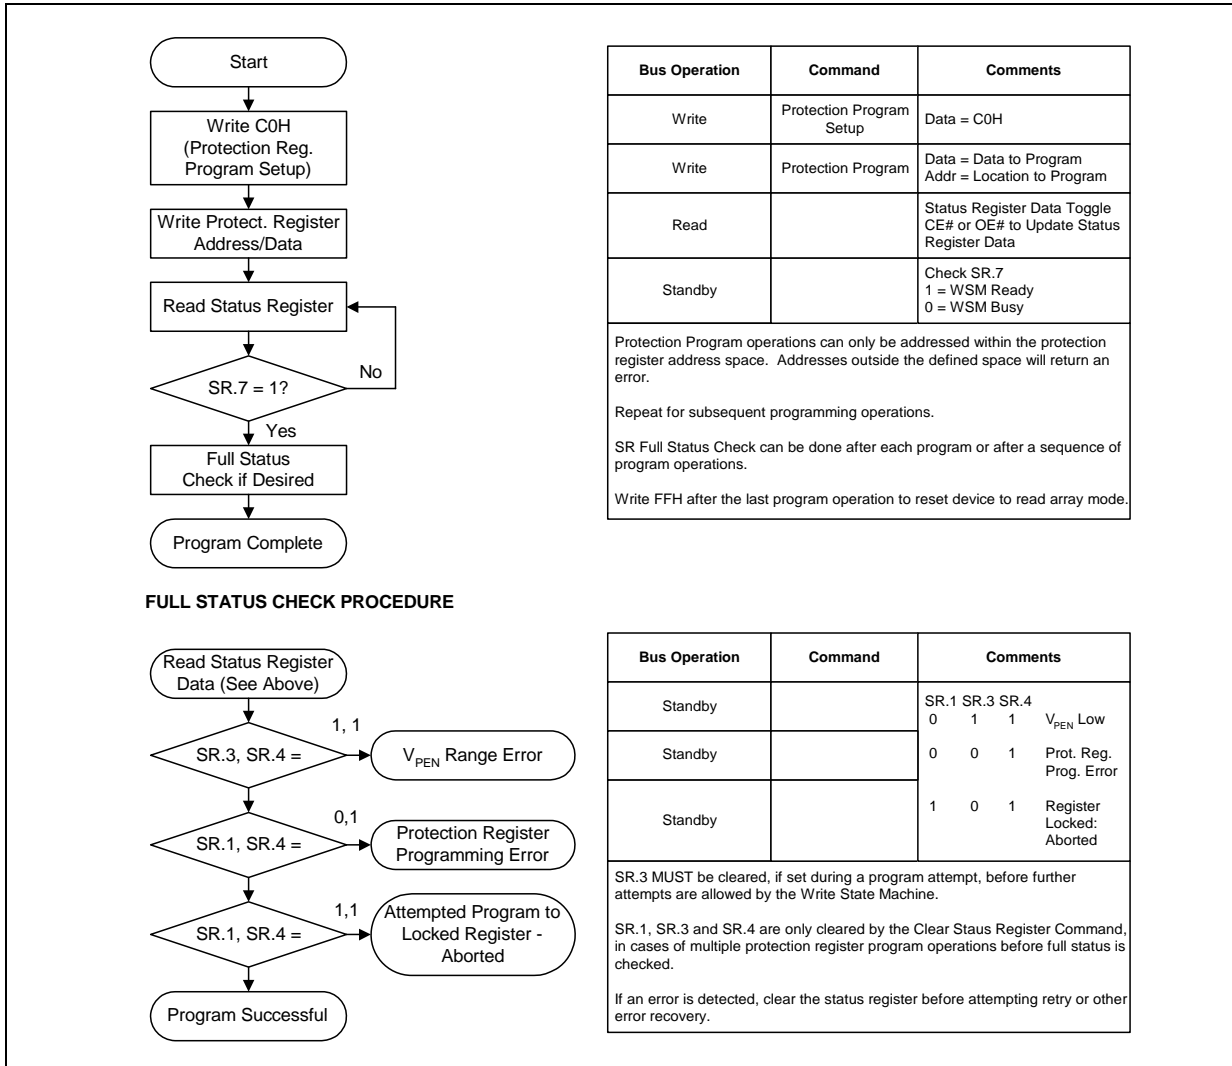 Start
Write C0H
(Protection Reg.
Program Setup)
Write Protect. Register
Address/Data
Read Status Register
SR.7 = 1?
No
Yes
Full Status
Check if Desired
Program Complete
Bus Operation Command Comments
Write Protection Program
Setup Data = C0H
Write Protection Program Data = Data to Program
Addr = Location to Program
Read Status Register Data Toggle
CE# or OE# to Update Status
Register Data
Standby Check SR.7
1 = WSM Ready
0 = WSM Busy
Protection Program operations can only be addressed within the protection
register address space. Addresses outside the defined space will return an
error.
Repeat for subsequent programming operations.
SR Full Status Check can be done after each program or after a sequence of
program operations.
Write FFH after the last program operation to reset device to read array mode.
FULL STATUS CHECK PROCEDURE
Read Status Register
Data (See Above)
SR.3, SR.4 =
1, 1
VPEN Range Error
SR.1, SR.4 =
0,1
Protection Register
Programming Error
SR.1, SR.4 =
1,1
Attempted Program to
Locked Register -
Aborted
Program Successful
Bus Operation Command Comments
Standby SR.1 SR.3 SR.4
0 1 1 VPEN Low
Standby 0 0 1 Prot. Reg.
Prog. Error
Standby 1 0 1 Register
Locked:
Aborted
SR.3 MUST be cleared, if set during a program attempt, before further
attempts are allowed by the Write State Machine.
SR.1, SR.3 and SR.4 are only cleared by the Clear Staus Register Command,
in cases of multiple protection register program operations before full status is
checked.
If an error is detected, clear the status register before attempting retry or other
error recovery.